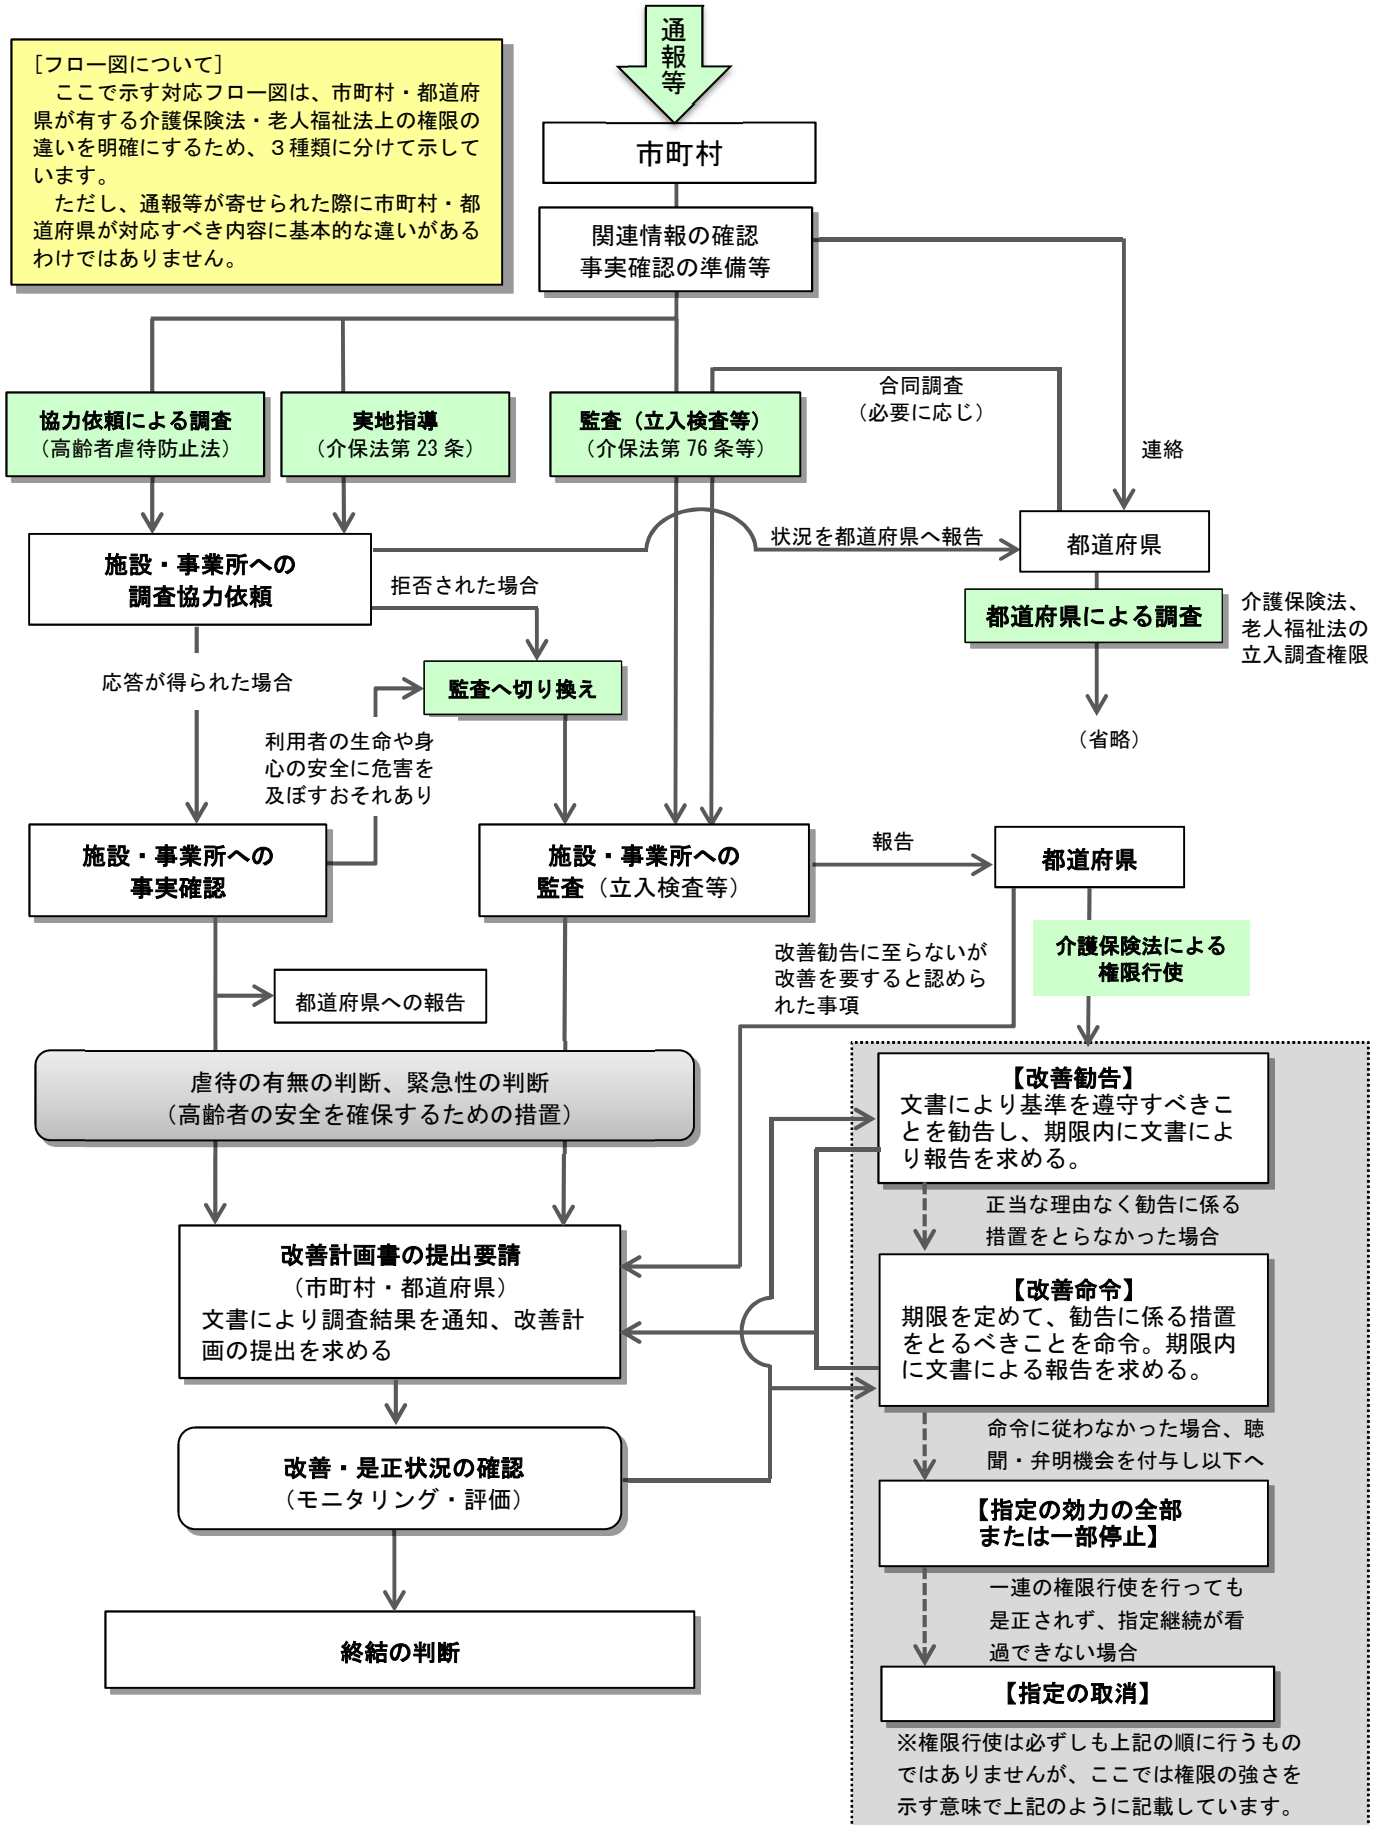 通報等
[フロー図について]
ここで示す対応フロー図は、市町村・都道府
県が有する介護保険法・老人福祉法上の権限の
違いを明確にするため、３種類に分けて示して
います。
ただし、通報等が寄せられた際に市町村・都
道府県が対応すべき内容に基本的な違いがある
わけではありません。
市町村
関連情報の確認
事実確認の準備等
協力依頼による調査
（高齢者虐待防止法）
実地指導
（介保法第 23 条）
監査（立入検査等）
（介保法第 76 条等）
合同調査
（必要に応じ）
連絡
施設・事業所への
調査協力依頼
状況を都道府県へ報告
都道府県
拒否された場合
都道府県による調査
介護保険法、
老人福祉法の
立入調査権限
応答が得られた場合
監査へ切り換え
（省略）
利用者の生命や身
心の安全に危害を
及ぼすおそれあり
施設・事業所への
事実確認
施設・事業所への
監査（立入検査等）
報告
都道府県
介護保険法による
権限行使
改善勧告に至らないが
改善を要すると認めら
れた事項
都道府県への報告
虐待の有無の判断、緊急性の判断
（高齢者の安全を確保するための措置）
【改善勧告】
文書により基準を遵守すべきこ
とを勧告し、期限内に文書によ
り報告を求める。
正当な理由なく勧告に係る
措置をとらなかった場合
改善計画書の提出要請
（市町村・都道府県）
文書により調査結果を通知、改善計
画の提出を求める
【改善命令】
期限を定めて、勧告に係る措置
をとるべきことを命令。期限内
に文書による報告を求める。
命令に従わなかった場合、聴
聞・弁明機会を付与し以下へ
改善・是正状況の確認
（モニタリング・評価）
【指定の効力の全部
または一部停止】
一連の権限行使を行っても
是正されず、指定継続が看
過できない場合
終結の判断
【指定の取消】
※権限行使は必ずしも上記の順に行うもの
ではありませんが、ここでは権限の強さを
示す意味で上記のように記載しています。